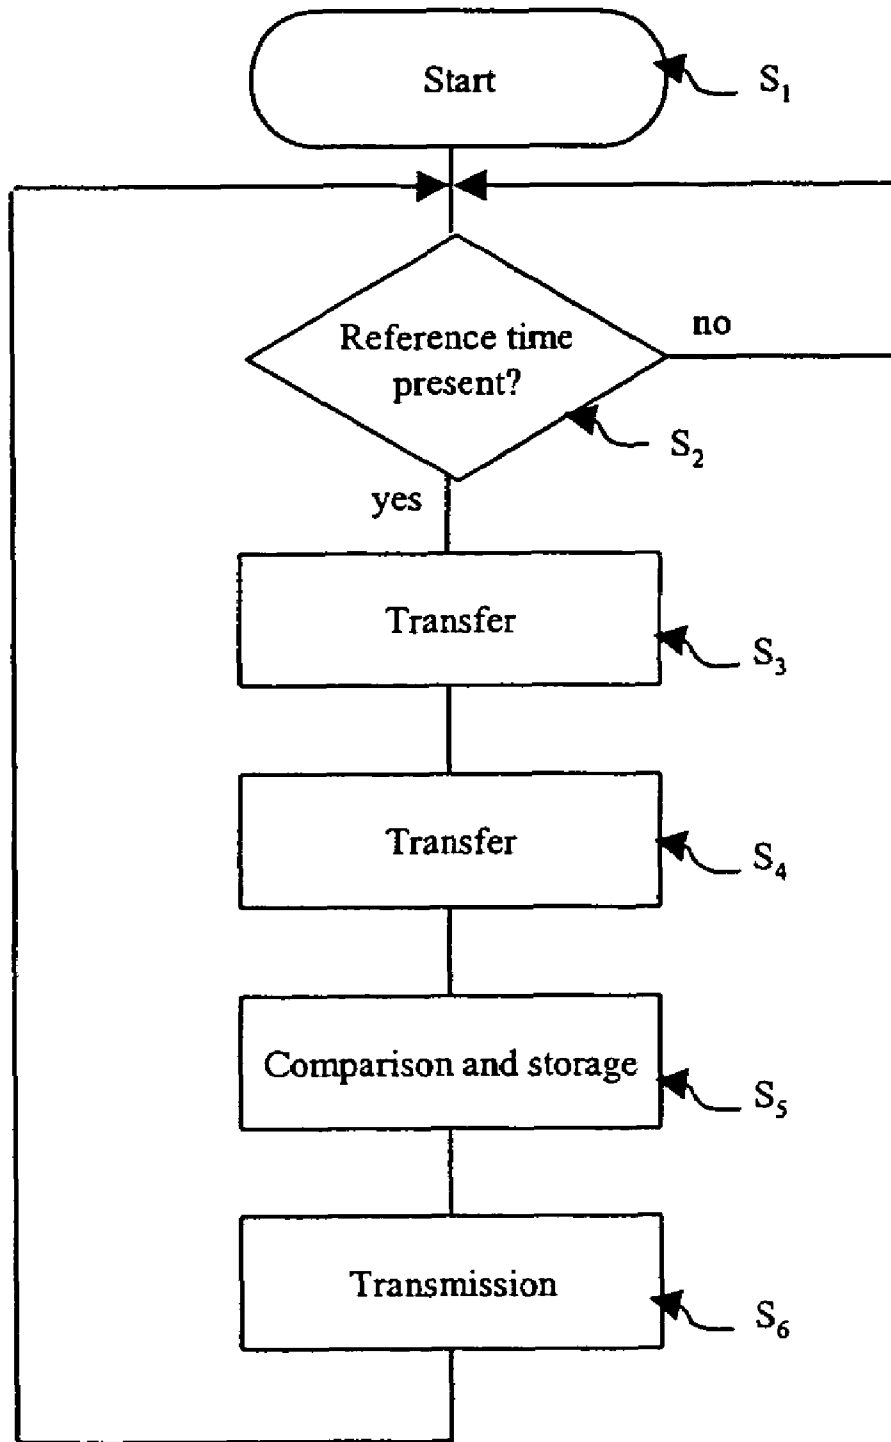 Start
S₁
Reference time
present?
no
S₂
yes
Transfer
S₃
Transfer
S₄
Comparison and storage
S₅
Transmission
S₆